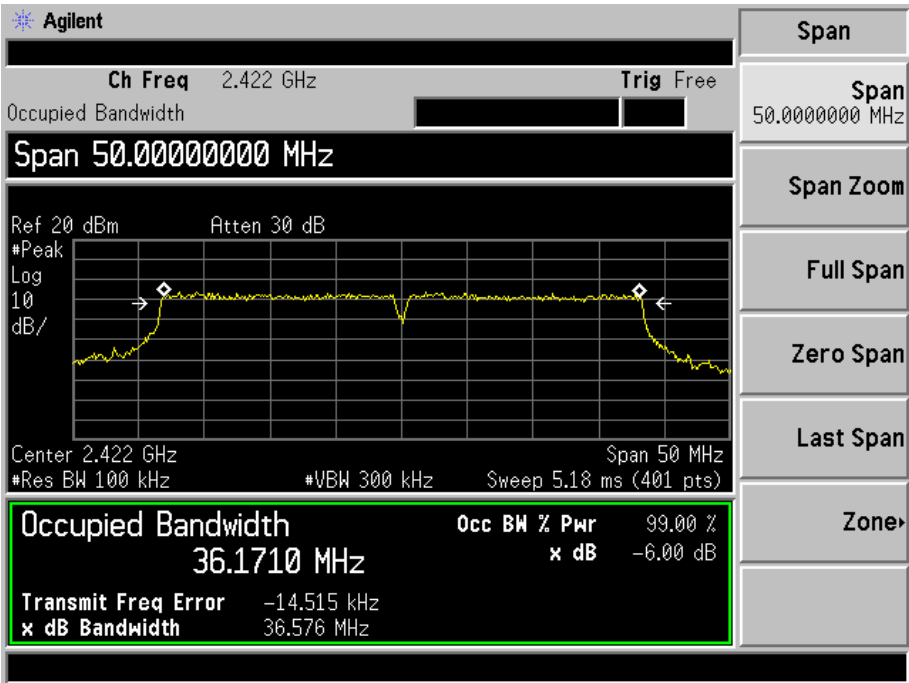 Agilent
Span
Ch Freq 2.422 GHz Trig Free
Occupied Bandwidth
Span 50.00000000 MHz
Ref 20 dBm Atten 30 dB
#Peak
Log
10
dB/
Center 2.422 GHz Span 50 MHz
#Res BW 100 kHz #VBW 300 kHz Sweep 5.18 ms (401 pts)
Occupied Bandwidth
36.1710 MHz
Occ BW % Pwr 99.00 %
x dB -6.00 dB
Transmit Freq Error -14.515 kHz
x dB Bandwidth 36.576 MHz
Span
50.0000000 MHz
Span Zoom
Full Span
Zero Span
Last Span
Zone